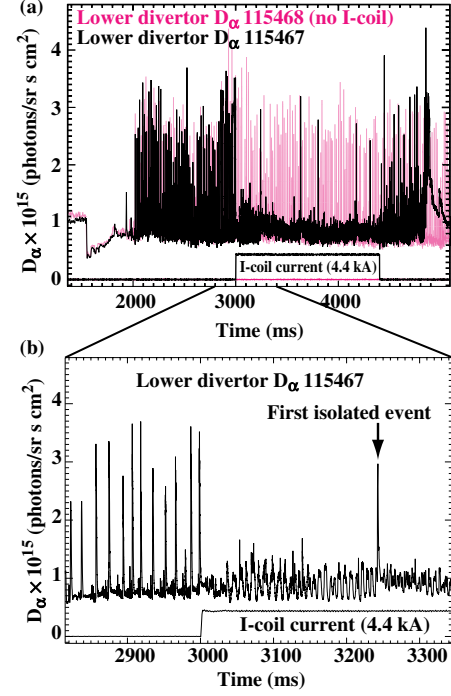 (a)
Lower divertor Dα 115468 (no I-coil)
Lower divertor Dα 115467
Dα × 10¹⁵ (photons/sr s cm²)
4
3
2
1
0
I-coil current (4.4 kA)
2000 3000 4000
Time (ms)
(b)
Lower divertor Dα 115467
First isolated event
Dα × 10¹⁵ (photons/sr s cm²)
4
3
2
1
0
I-coil current (4.4 kA)
2900 3000 3100 3200 3300
Time (ms)